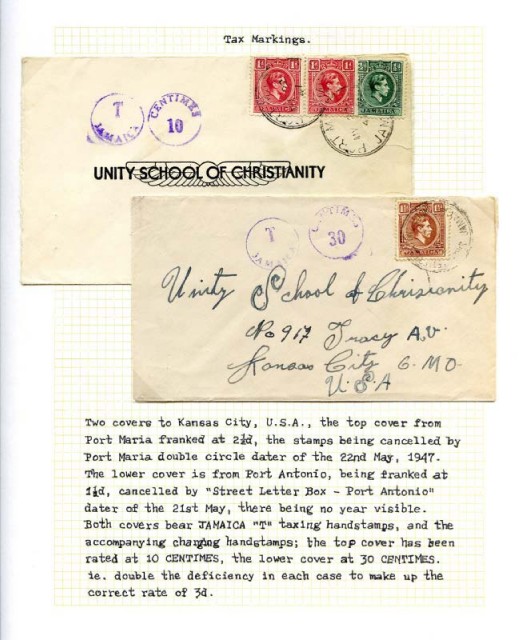 Tax Markings.
T
JAMAICA
CENTIMES
10
1D 1D
1D 1D
UNITY SCHOOL OF CHRISTIANITY
T
JAMAICA
CENTIMES
30
Unity School of Chrisianity
No 917 Tracy AV.
Kansas City 6. MO.
U.S.A
Two covers to Kansas City, U.S.A., the top cover from
Port Maria franked at 2½d, the stamps being cancelled by
Port Maria double circle dater of the 22nd May, 1947.
The lower cover is from Port Antonio, being franked at
1½d, cancelled by "Street Letter Box - Port Antonio"
dater of the 21st May, there being no year visible.
Both covers bear JAMAICA "T" taxing handstamps, and the
accompanying charging handstamps; the top cover has been
rated at 10 CENTIMES, the lower cover at 30 CENTIMES.
ie. double the deficiency in each case to make up the
correct rate of 3d.